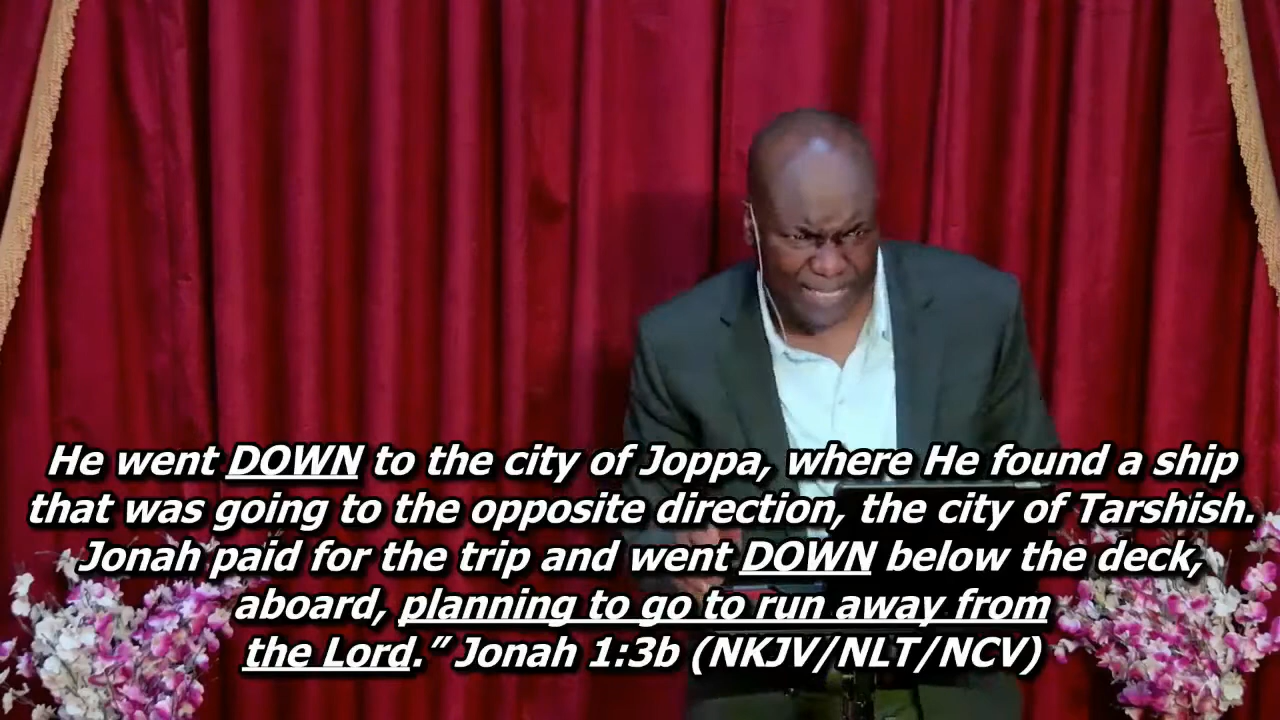 He went DOWN to the city of Joppa, where He found a ship
that was going to the opposite direction, the city of Tarshish.
Jonah paid for the trip and went DOWN below the deck,
aboard, planning to go to run away from
the Lord.” Jonah 1:3b (NKJV/NLT/NCV)